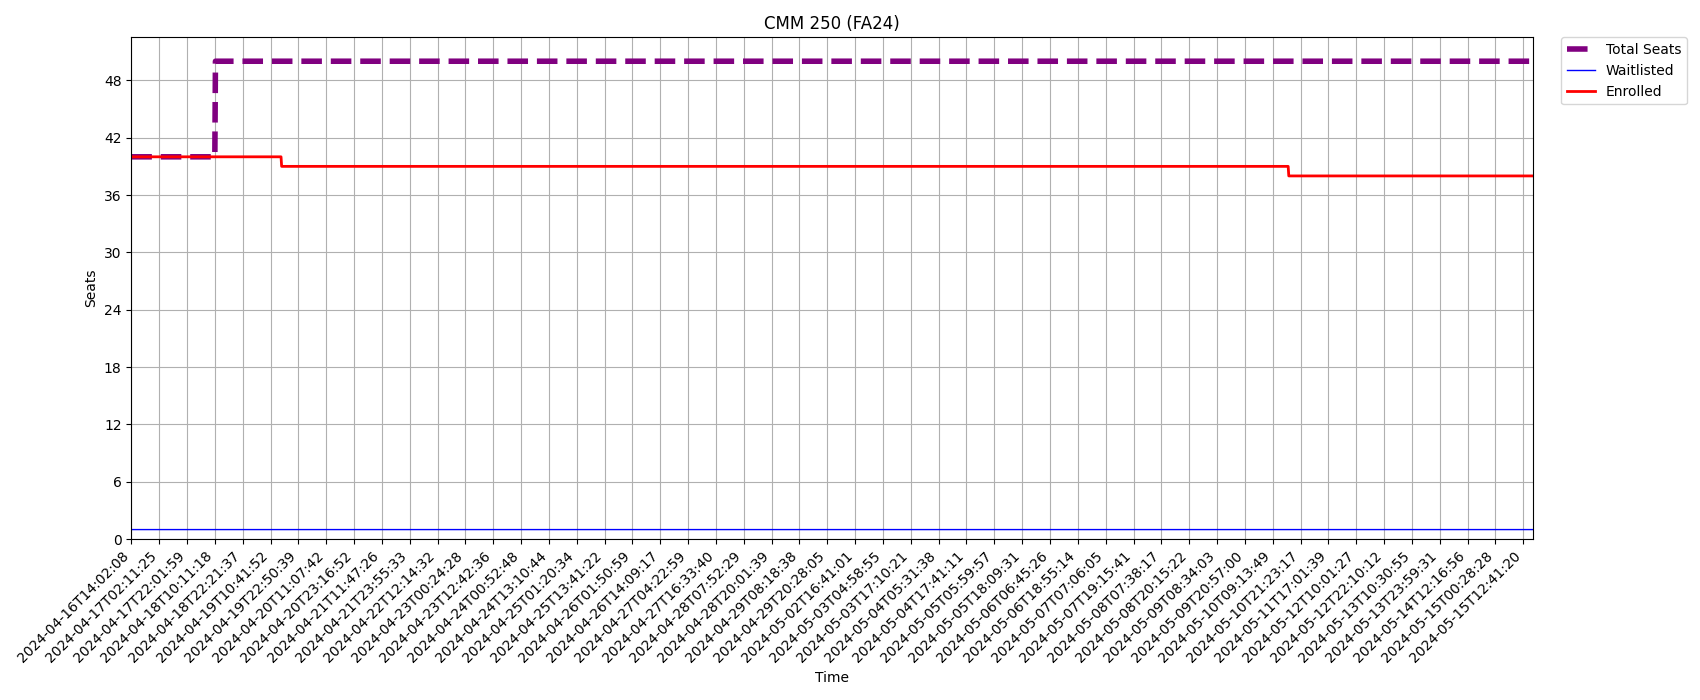 CMM 250 (FA24)
Total Seats
Waitlisted
Enrolled
Seats
48
42
36
30
24
18
12
6
0
2024-04-16T14:02:08
2024-04-17T02:11:25
2024-04-17T22:01:59
2024-04-18T10:11:18
2024-04-18T22:21:37
2024-04-19T10:41:52
2024-04-19T22:50:39
2024-04-20T11:07:42
2024-04-20T23:16:52
2024-04-21T11:47:26
2024-04-21T23:55:33
2024-04-22T12:14:32
2024-04-23T00:24:28
2024-04-23T12:42:36
2024-04-24T00:52:48
2024-04-24T13:10:44
2024-04-25T01:20:34
2024-04-25T13:41:22
2024-04-26T01:50:59
2024-04-26T14:09:17
2024-04-27T04:22:59
2024-04-27T16:33:40
2024-04-28T07:52:29
2024-04-28T20:01:39
2024-04-29T08:18:38
2024-04-29T20:28:05
2024-05-02T16:41:01
2024-05-03T04:58:55
2024-05-03T17:10:21
2024-05-04T05:31:38
2024-05-04T17:41:11
2024-05-05T05:59:57
2024-05-05T18:09:31
2024-05-06T06:45:26
2024-05-06T18:55:14
2024-05-07T07:06:05
2024-05-07T19:15:41
2024-05-08T07:38:17
2024-05-08T20:15:22
2024-05-09T08:34:03
2024-05-09T20:57:00
2024-05-10T09:13:49
2024-05-10T21:23:17
2024-05-11T17:01:39
2024-05-12T10:01:27
2024-05-12T22:10:12
2024-05-13T10:30:55
2024-05-13T23:59:31
2024-05-14T12:16:56
2024-05-15T00:28:28
2024-05-15T12:41:20
Time